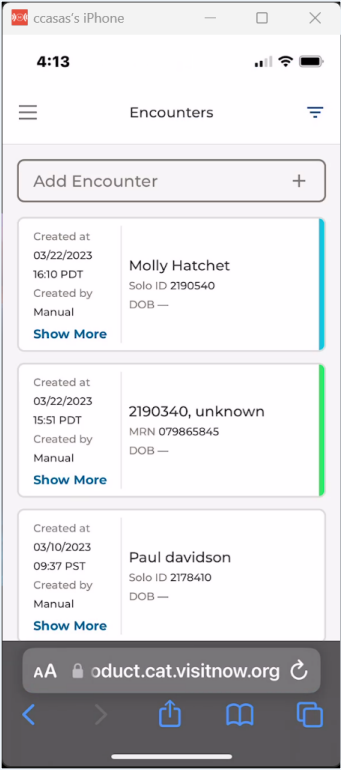 ccasas's iPhone
4:13
Encounters
Add Encounter +
Created at
03/22/2023
16:10 PDT
Created by
Manual
Show More
Molly Hatchet
Solo ID 2190540
DOB —
Created at
03/22/2023
15:51 PDT
Created by
Manual
Show More
2190340, unknown
MRN 079865845
DOB —
Created at
03/10/2023
09:37 PST
Created by
Manual
Show More
Paul davidson
Solo ID 2178410
DOB —
AA oduct.cat.visitnow.org